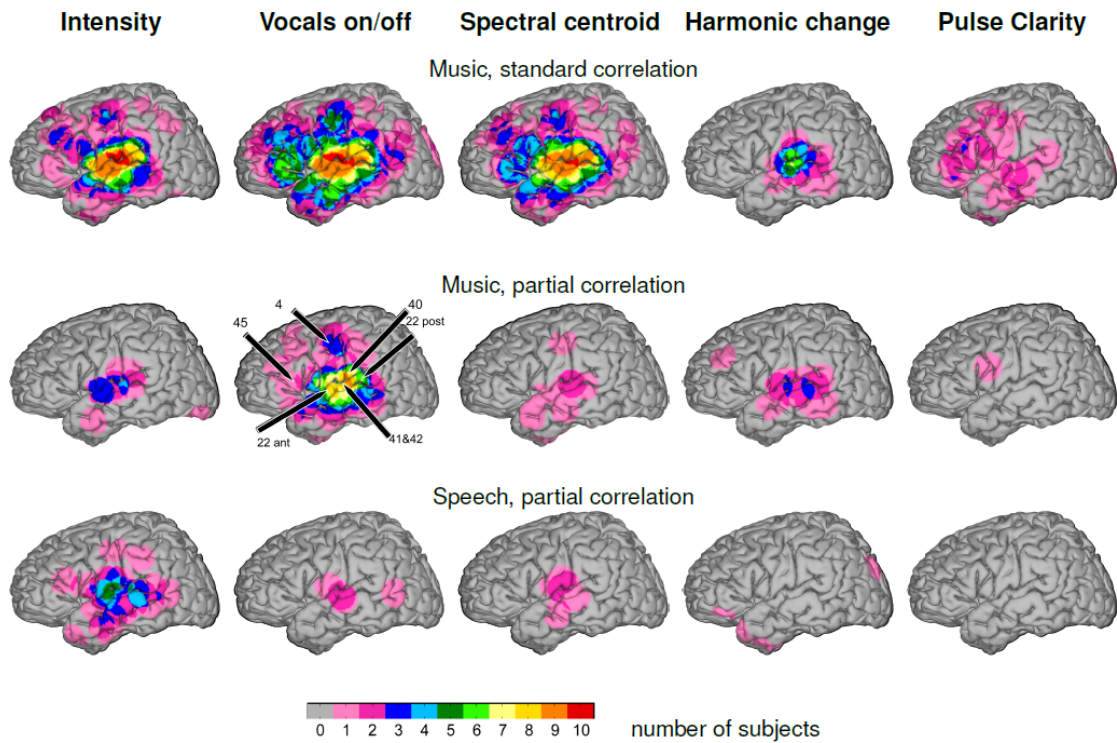 Intensity Vocals on/off Spectral centroid Harmonic change Pulse Clarity
Music, standard correlation
Music, partial correlation
4 40
45 22 post
22 ant 41&42
Speech, partial correlation
0 1 2 3 4 5 6 7 8 9 10
number of subjects